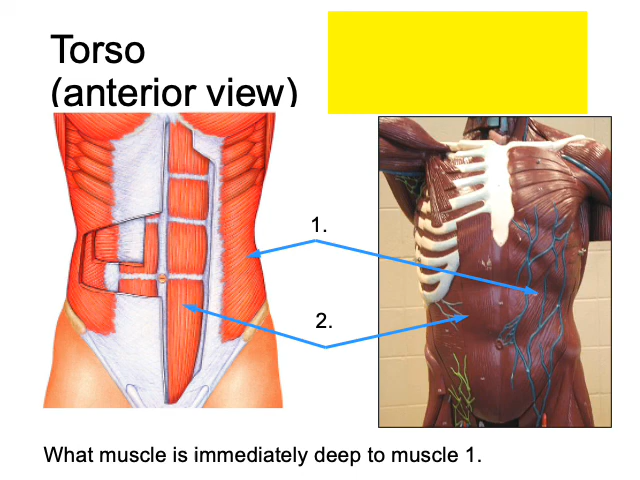 Torso
(anterior view)
1.
2.
What muscle is immediately deep to muscle 1.